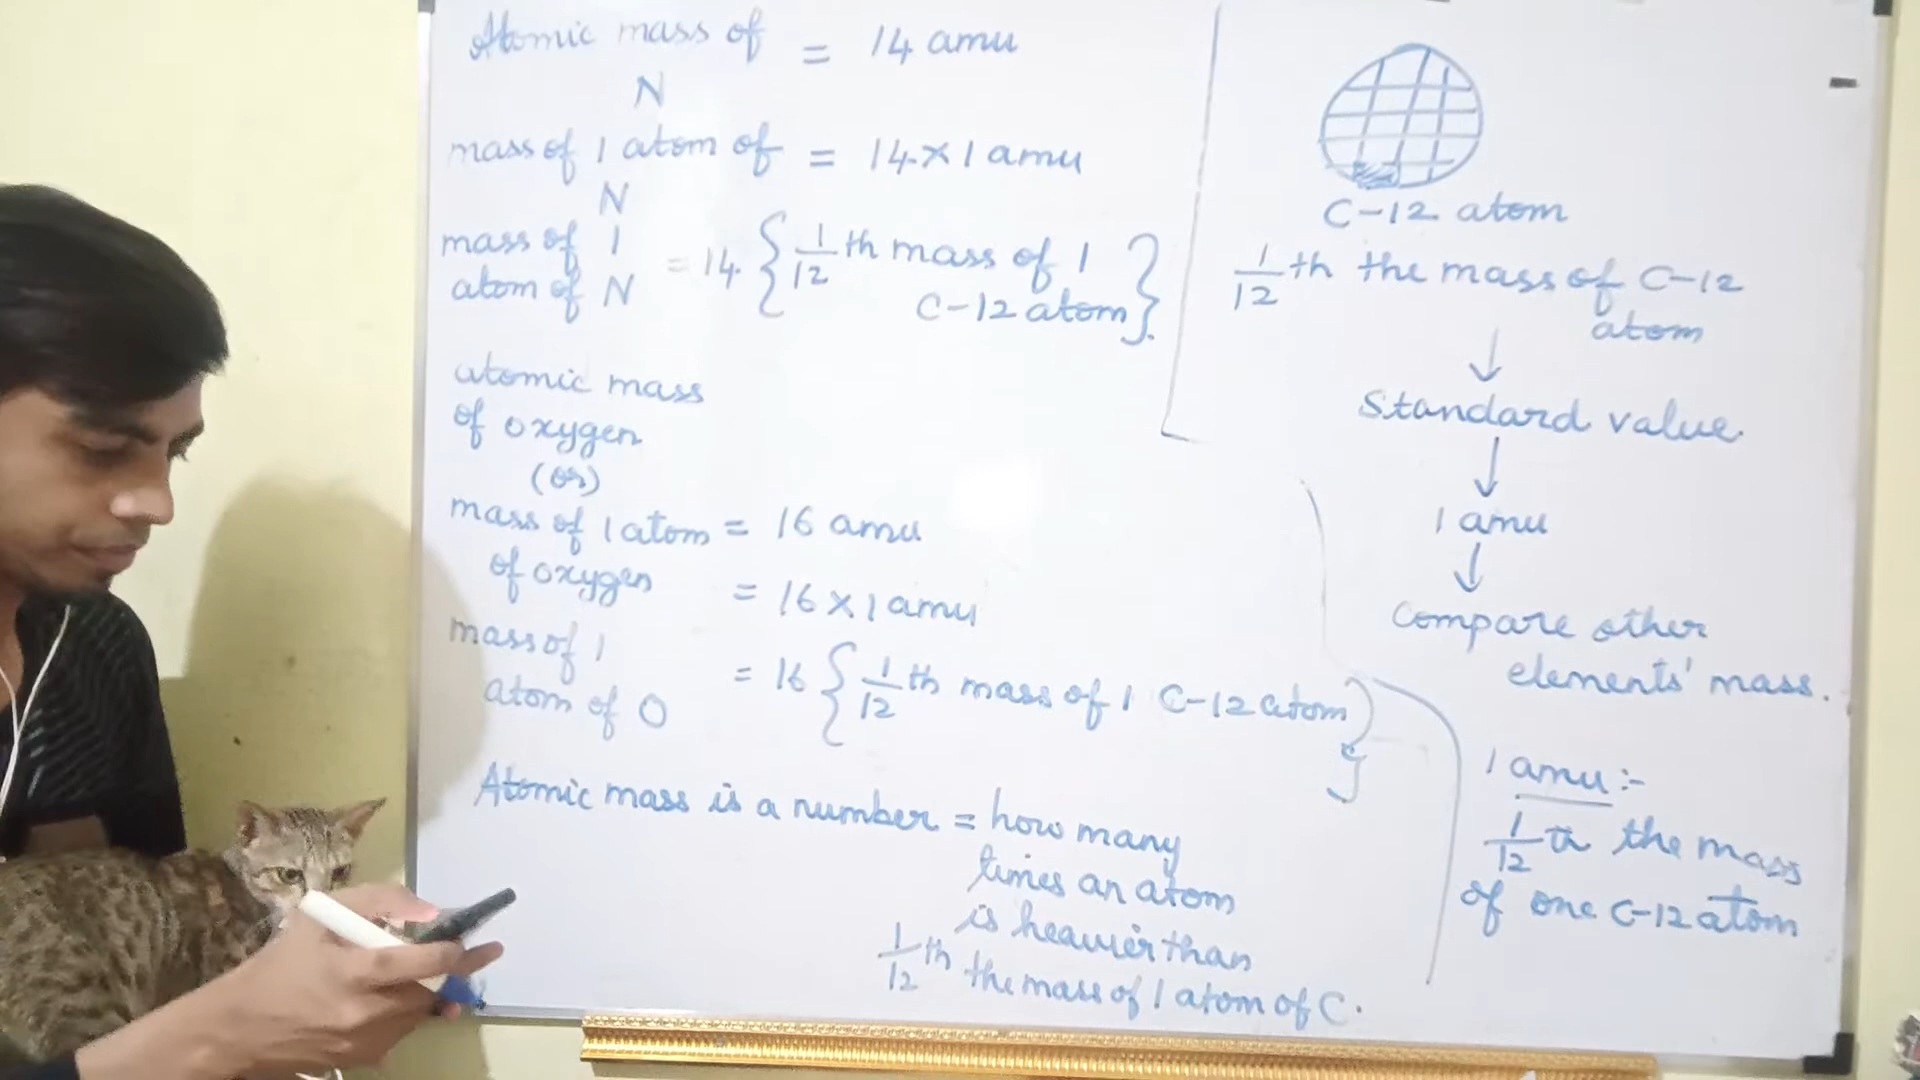 Atomic mass of = 14 amu
N
mass of 1 atom of = 14 × 1 amu
N
mass of 1
atom of N
= 14 { 1/12 th mass of 1
C-12 atom }.
atomic mass
of oxygen
(or)
mass of 1 atom = 16 amu
of oxygen
= 16 × 1 amu
mass of 1
atom of O
= 16 { 1/12 th mass of 1 C-12 atom }
Atomic mass is a number = how many
times an atom
is heavier than
1/12 th the mass of 1 atom of C.
C-12 atom
1/12 th the mass of C-12
atom
↓
Standard value
↓
1 amu
↓
Compare other
elements' mass.
1 amu :-
1/12 th the mass
of one C-12 atom